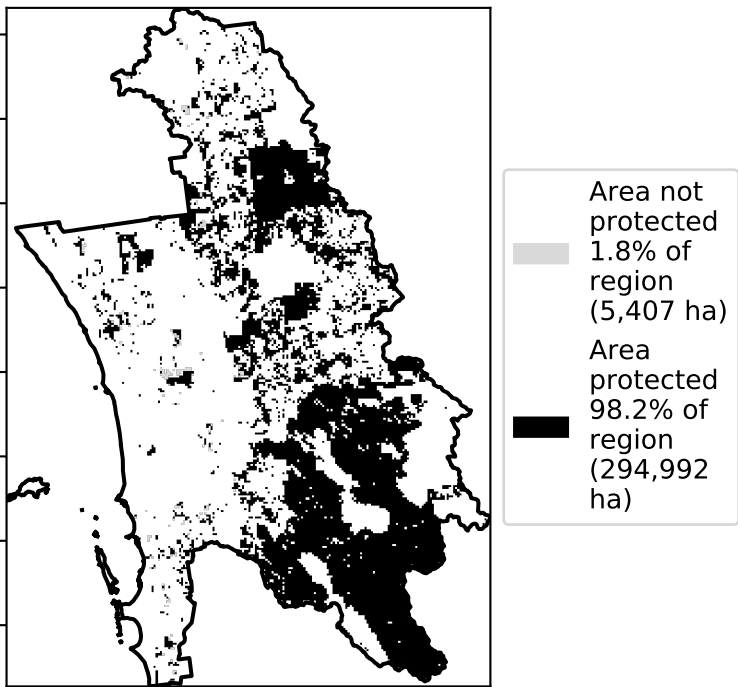 Area not
protected
1.8% of
region
(5,407 ha)
Area
protected
98.2% of
region
(294,992
ha)